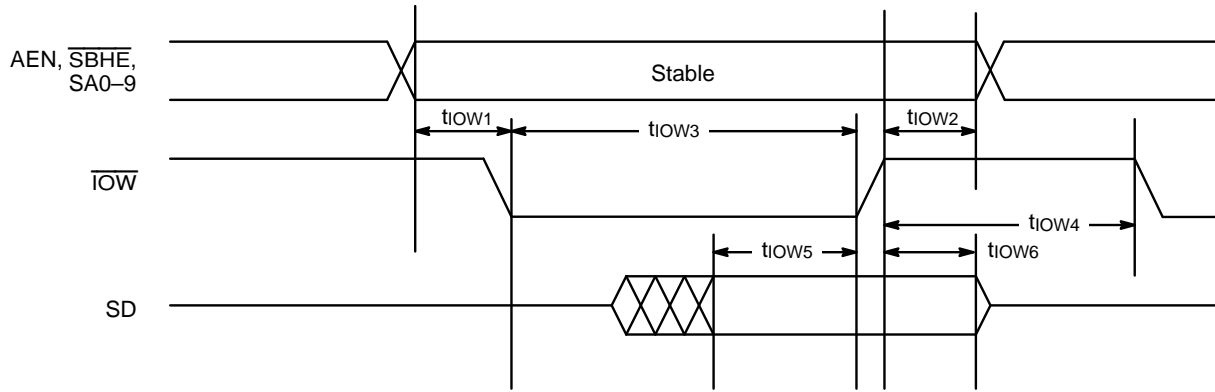 AEN, SBHE,
SA0–9
Stable
tIOW1
tIOW3
tIOW2
IOW
tIOW4
tIOW5
tIOW6
SD